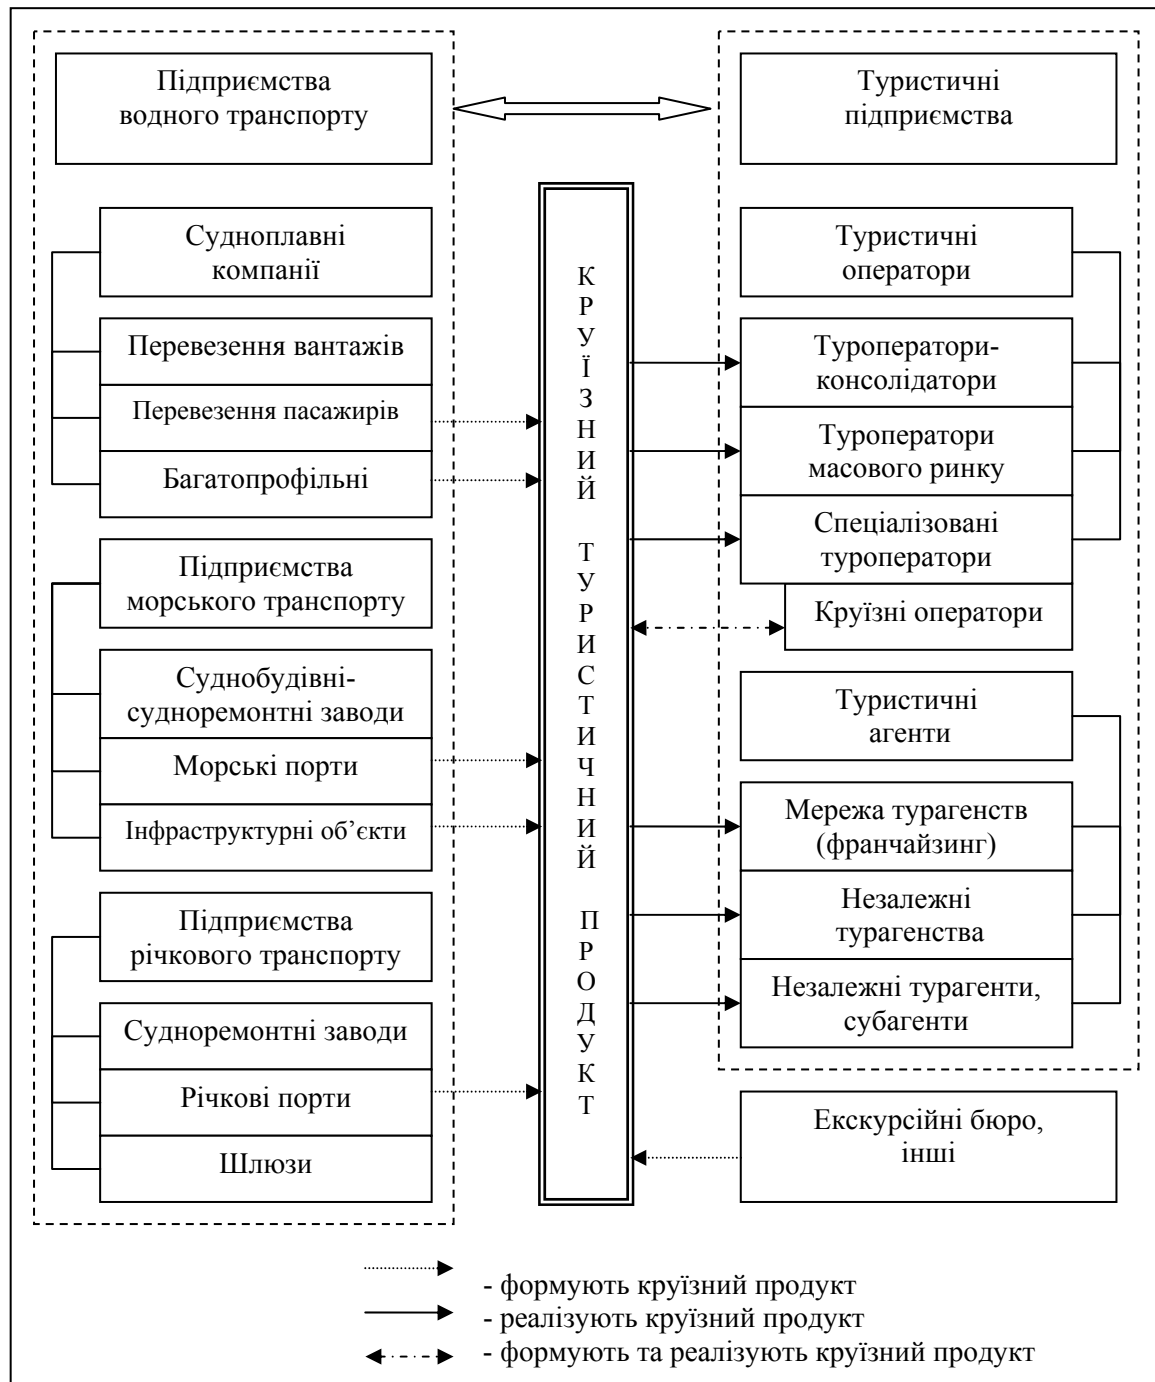 Підприємства
водного транспорту
Судноплавні
компанії
Перевезення вантажів
Перевезення пасажирів
Багатопрофільні
Підприємства
морського транспорту
Суднобудівні-
судноремонтні заводи
Морські порти
Інфраструктурні об’єкти
Підприємства
річкового транспорту
Судноремонтні заводи
Річкові порти
Шлюзи
КРУЇЗНИЙ ТУРИСТИЧНИЙ ПРОДУКТ
Туристичні
підприємства
Туристичні
оператори
Туроператори-
консолідатори
Туроператори
масового ринку
Спеціалізовані
туроператори
Круїзні оператори
Туристичні
агенти
Мережа турагенств
(франчайзинг)
Незалежні
турагенства
Незалежні турагенти,
субагенти
Екскурсійні бюро,
інші
- формують круїзний продукт
- реалізують круїзний продукт
- формують та реалізують круїзний продукт